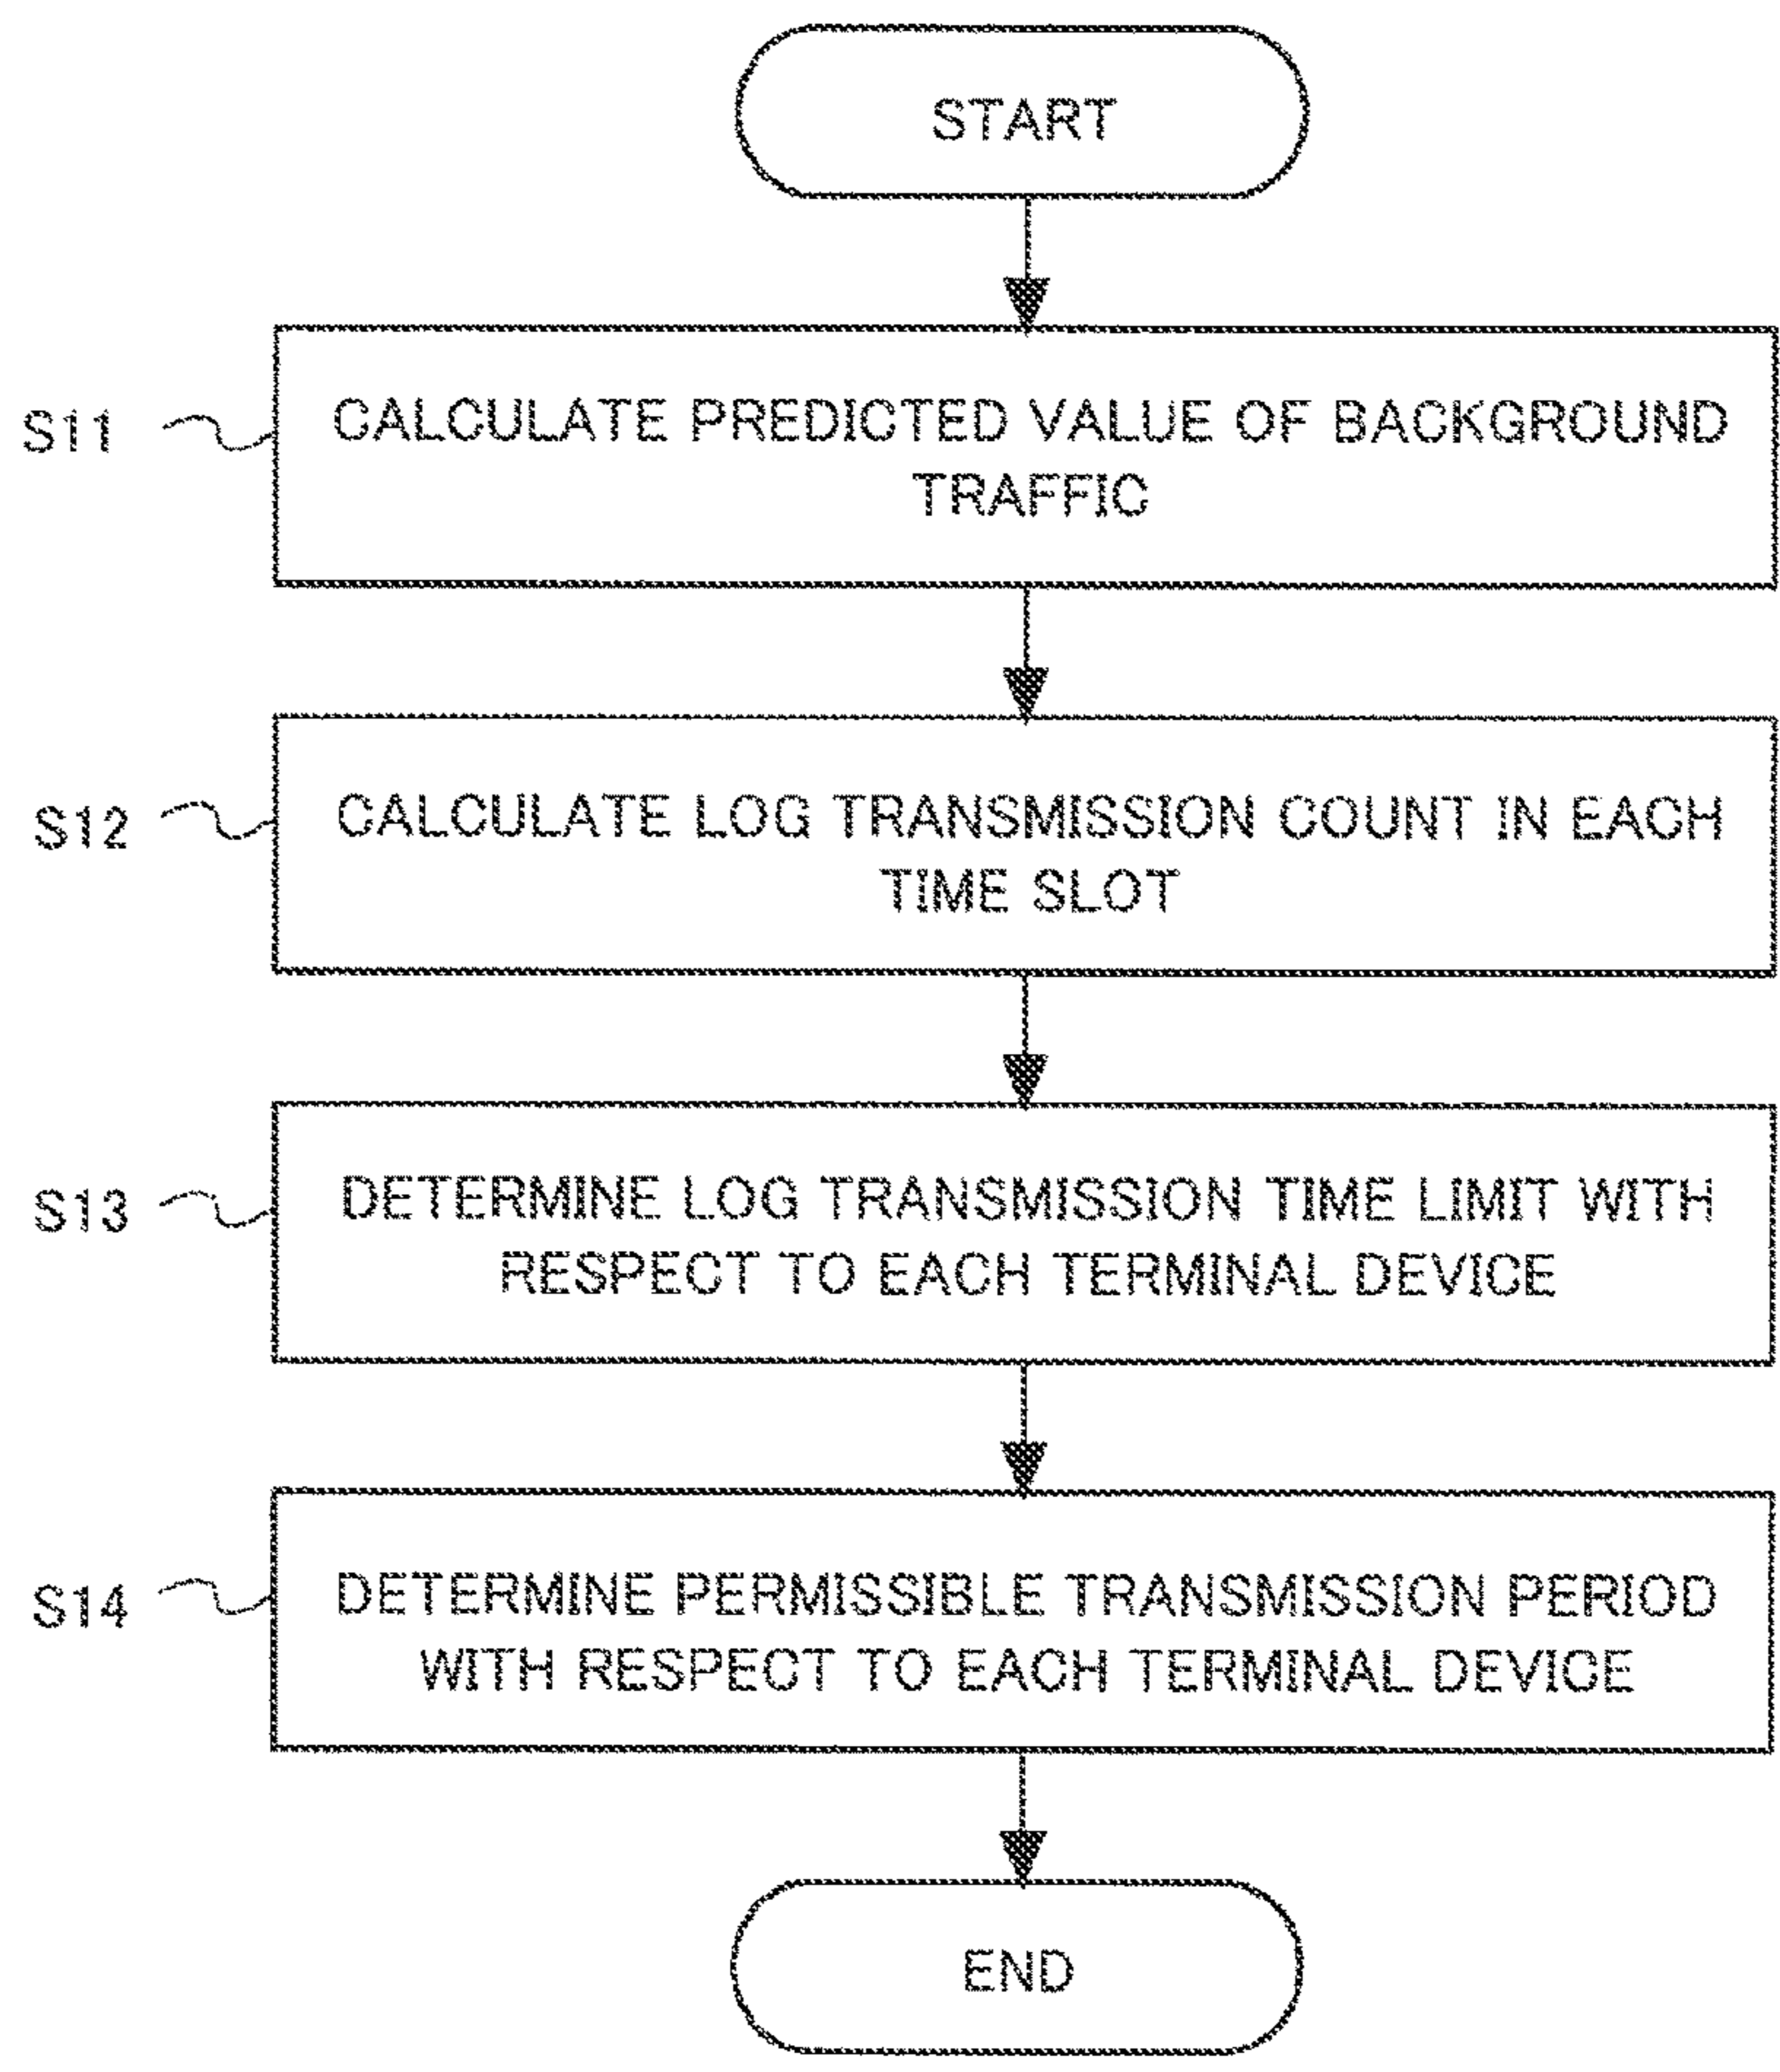 START
S11
CALCULATE PREDICTED VALUE OF BACKGROUND
TRAFFIC
S12
CALCULATE LOG TRANSMISSION COUNT IN EACH
TIME SLOT
S13
DETERMINE LOG TRANSMISSION TIME LIMIT WITH
RESPECT TO EACH TERMINAL DEVICE
S14
DETERMINE PERMISSIBLE TRANSMISSION PERIOD
WITH RESPECT TO EACH TERMINAL DEVICE
END